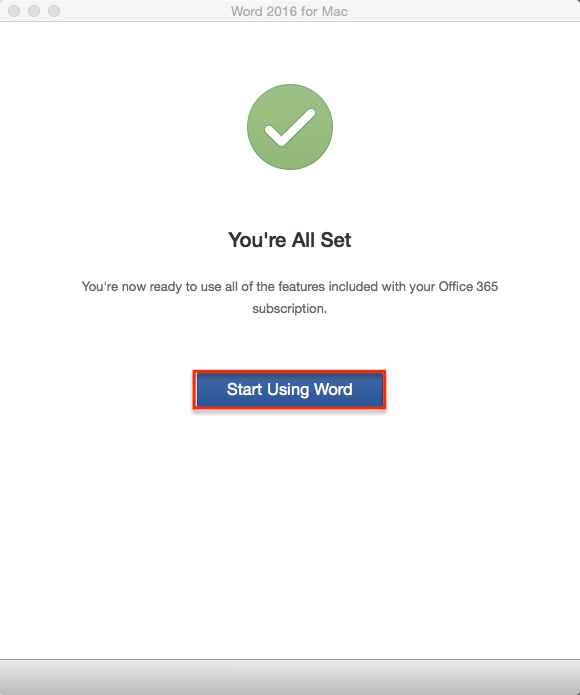 Word 2016 for Mac
You're All Set
You're now ready to use all of the features included with your Office 365
subscription.
Start Using Word